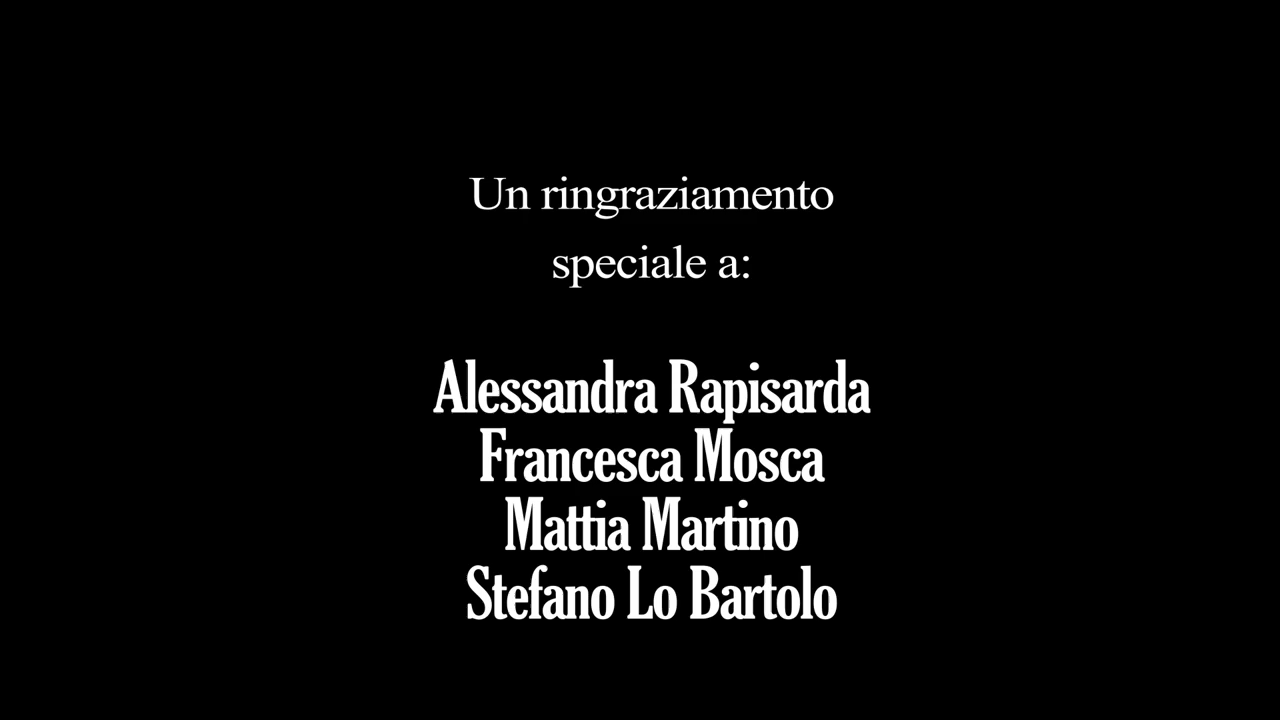 Un ringraziamento
speciale a:
Alessandra Rapisarda
Francesca Mosca
Mattia Martino
Stefano Lo Bartolo